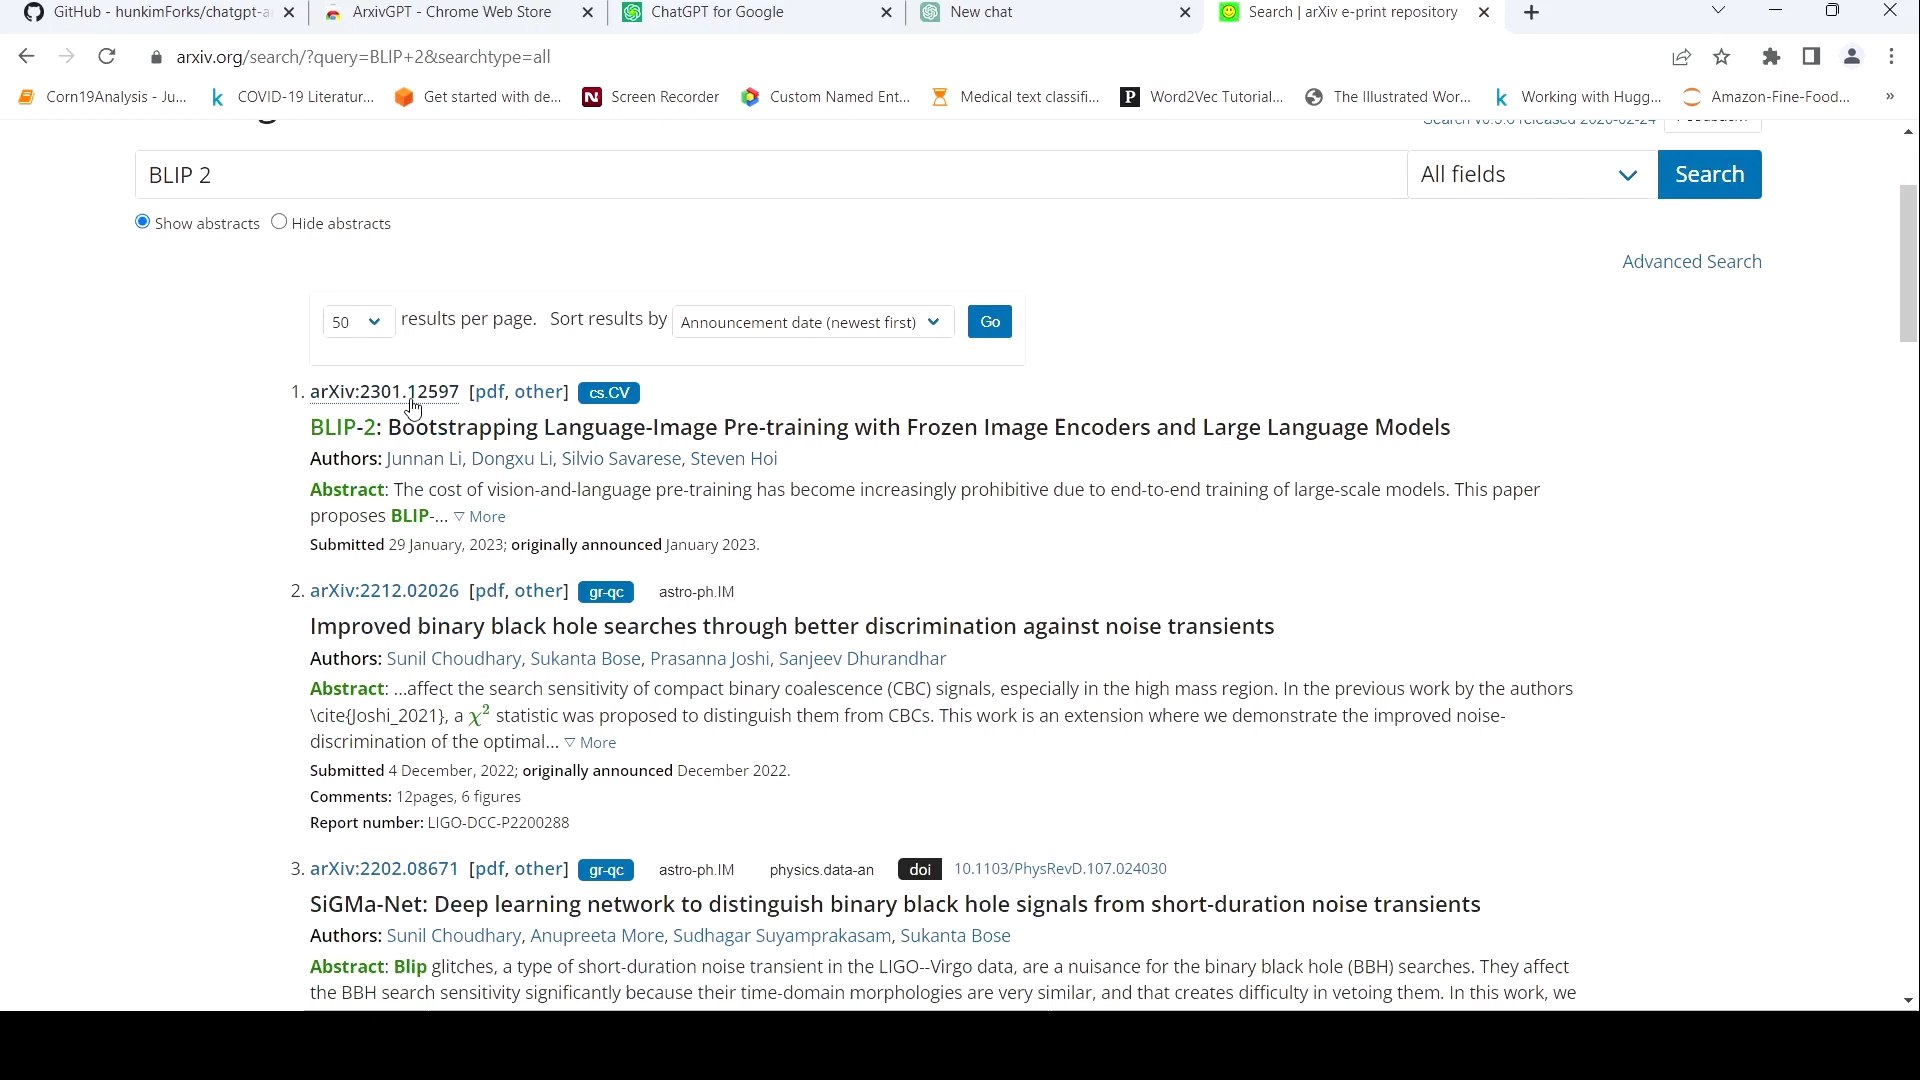 GitHub - hunkimForks/chatgpt-a
ArxivGPT - Chrome Web Store
ChatGPT for Google
New chat
Search | arXiv e-print repository
arxiv.org/search/?query=BLIP+2&searchtype=all
Corn19Analysis - Ju...
COVID-19 Literatur...
Get started with de...
Screen Recorder
Custom Named Ent...
Medical text classifi...
Word2Vec Tutorial...
The Illustrated Wor...
Working with Hugg...
Amazon-Fine-Food...
»
BLIP 2
All fields
Search
Show abstracts Hide abstracts
Advanced Search
50 results per page. Sort results by Announcement date (newest first) Go
1. arXiv:2301.12597 [pdf, other] cs.CV
BLIP-2: Bootstrapping Language-Image Pre-training with Frozen Image Encoders and Large Language Models
Authors: Junnan Li, Dongxu Li, Silvio Savarese, Steven Hoi
Abstract: The cost of vision-and-language pre-training has become increasingly prohibitive due to end-to-end training of large-scale models. This paper
proposes BLIP-... ▽ More
Submitted 29 January, 2023; originally announced January 2023.
2. arXiv:2212.02026 [pdf, other] gr-qc astro-ph.IM
Improved binary black hole searches through better discrimination against noise transients
Authors: Sunil Choudhary, Sukanta Bose, Prasanna Joshi, Sanjeev Dhurandhar
Abstract: ...affect the search sensitivity of compact binary coalescence (CBC) signals, especially in the high mass region. In the previous work by the authors
\cite{Joshi_2021}, a χ² statistic was proposed to distinguish them from CBCs. This work is an extension where we demonstrate the improved noise-
discrimination of the optimal... ▽ More
Submitted 4 December, 2022; originally announced December 2022.
Comments: 12pages, 6 figures
Report number: LIGO-DCC-P2200288
3. arXiv:2202.08671 [pdf, other] gr-qc astro-ph.IM physics.data-an doi 10.1103/PhysRevD.107.024030
SiGMa-Net: Deep learning network to distinguish binary black hole signals from short-duration noise transients
Authors: Sunil Choudhary, Anupreeta More, Sudhagar Suyamprakasam, Sukanta Bose
Abstract: Blip glitches, a type of short-duration noise transient in the LIGO--Virgo data, are a nuisance for the binary black hole (BBH) searches. They affect
the BBH search sensitivity significantly because their time-domain morphologies are very similar, and that creates difficulty in vetoing them. In this work, we